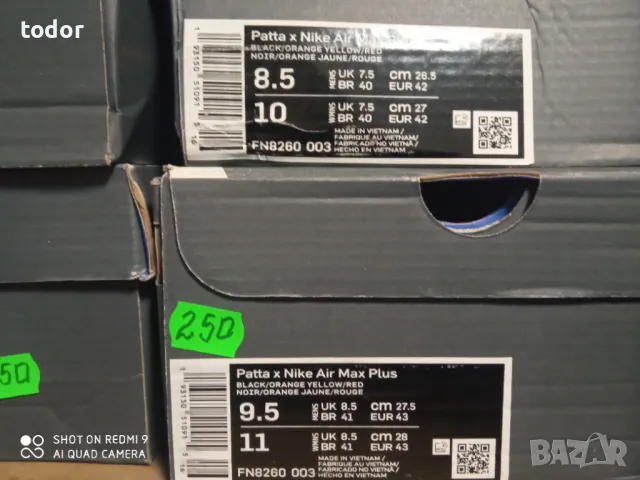 todor
Patta x Nike Air Max
BLACK/ORANGE YELLOW/RED
NOIR/ORANGE JAUNE/ROUGE
8.5 MENS UK 7.5 CM 26.5
BR 40 EUR 42
10 WMNS UK 7.5 CM 27
BR 40 EUR 42
MADE IN VIETNAM /
FABRIQUÉ AU VIETNAM /
FABRICADO NO VIETNÃ /
FN8260 003 HECHO EN VIETNAM
250
Patta x Nike Air Max Plus
BLACK/ORANGE YELLOW/RED
NOIR/ORANGE JAUNE/ROUGE
9.5 MENS UK 8.5 CM 27.5
BR 41 EUR 43
11 WMNS UK 8.5 CM 28
BR 41 EUR 43
MADE IN VIETNAM /
FABRIQUÉ AU VIETNAM /
FABRICADO NO VIETNÃ /
FN8260 003 HECHO EN VIETNAM
50
SHOT ON REDMI 9
AI QUAD CAMERA
BAZAR